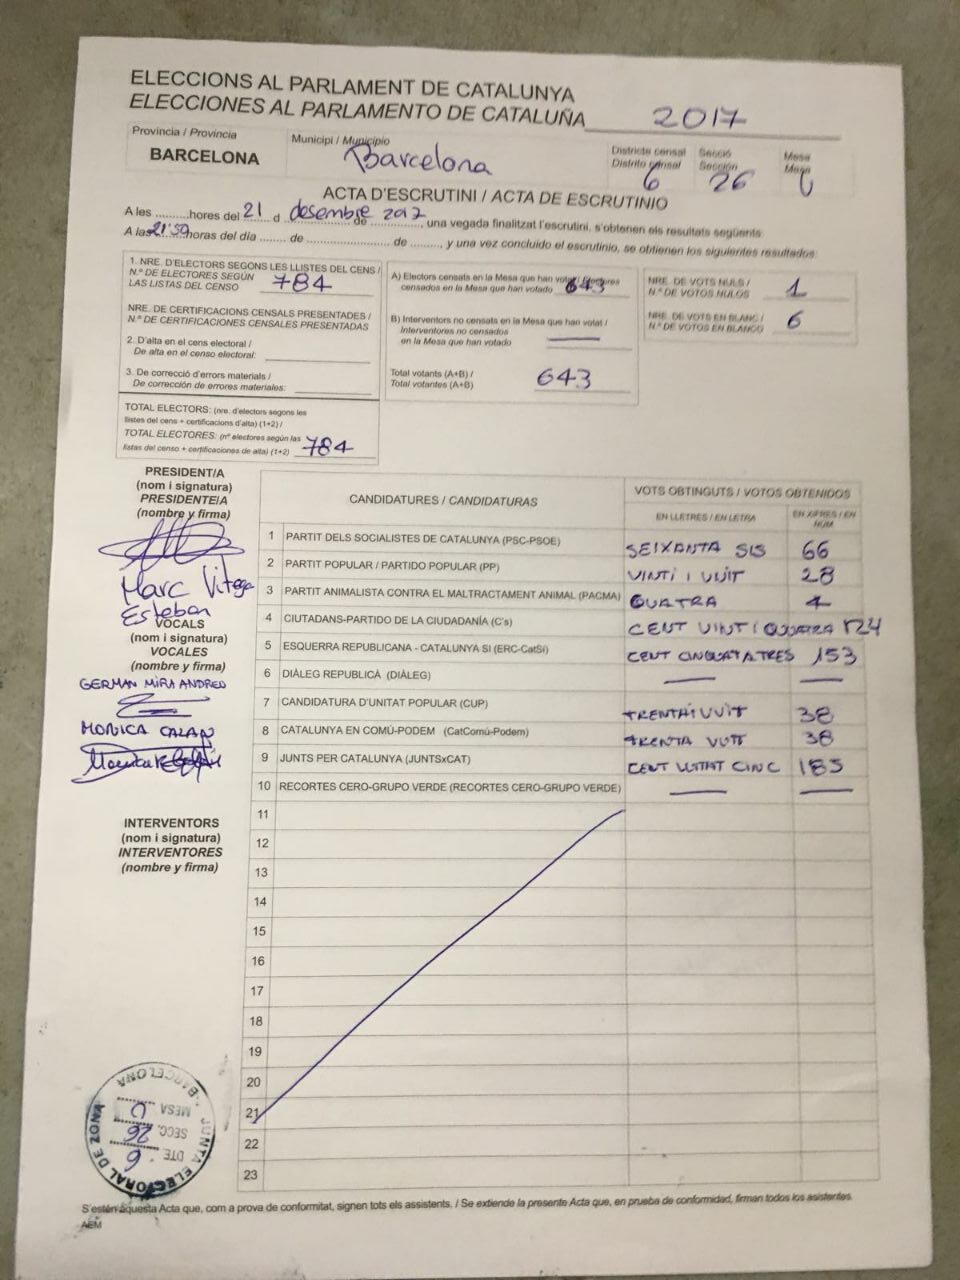 ELECCIONS AL PARLAMENT DE CATALUNYA
ELECCIONES AL PARLAMENTO DE CATALUÑA 2017
Provincia / Provincia
BARCELONA
Municipi / Municipio
Barcelona
Districte censal
Distrito censal
6
Secció
Sección
26
Mesa
Mesa
U
ACTA D'ESCRUTINI / ACTA DE ESCRUTINIO
A les ..........hores del 21 d desembre de 2017, una vegada finalitzat l'escrutini, s'obtenen els resultats següents:
A las 21'50 horas del día ....... de ...................... de ........, y una vez concluido el escrutinio, se obtienen los siguientes resultados:
1. NRE. D'ELECTORS SEGONS LES LLISTES DEL CENS /
N.º DE ELECTORES SEGÚN
LAS LISTAS DEL CENSO 784
NRE. DE CERTIFICACIONS CENSALS PRESENTADES /
N.º DE CERTIFICACIONES CENSALES PRESENTADAS
2. D'alta en el cens electoral /
De alta en el censo electoral:
3. De correcció d'errors materials /
De corrección de errores materiales:
TOTAL ELECTORS: (nre. d'electors segons les
llistes del cens + certificacions d'alta) (1+2) /
TOTAL ELECTORES: (nº electores según las
listas del censo + certificaciones de alta) (1+2) 784
A) Electors censats en la Mesa que han votat / Electores
censados en la Mesa que han votado 643
B) Interventors no censats en la Mesa que han votat /
Interventores no censados
en la Mesa que han votado —
Total votants (A+B) /
Total votantes (A+B) 643
NRE. DE VOTS NULS /
N.º DE VOTOS NULOS 1
NRE. DE VOTS EN BLANC /
N.º DE VOTOS EN BLANCO 6
PRESIDENT/A
(nom i signatura)
PRESIDENTE/A
(nombre y firma)
Marc Vitega
Esteban
VOCALS
(nom i signatura)
VOCALES
(nombre y firma)
GERMAN MIRA ANDREU
MONICA
INTERVENTORS
(nom i signatura)
INTERVENTORES
(nombre y firma)
CANDIDATURES / CANDIDATURAS
VOTS OBTINGUTS / VOTOS OBTENIDOS
EN LLETRES / EN LETRA
EN XIFRES / EN
NÚM
1 PARTIT DELS SOCIALISTES DE CATALUNYA (PSC-PSOE) SEIXANTA SIS 66
2 PARTIT POPULAR / PARTIDO POPULAR (PP) VINTI I VUIT 28
3 PARTIT ANIMALISTA CONTRA EL MALTRACTAMENT ANIMAL (PACMA) QUATRA 4
4 CIUTADANS-PARTIDO DE LA CIUDADANÍA (C's) CENT VINT I QUATRA 124
5 ESQUERRA REPUBLICANA - CATALUNYA SI (ERC-CatSí) CENT CINQUATA TRES 153
6 DIÀLEG REPUBLICÀ (DIÀLEG) — —
7 CANDIDATURA D'UNITAT POPULAR (CUP) TRENTA I VUIT 38
8 CATALUNYA EN COMÚ-PODEM (CatComú-Podem) TRENTA VUIT 38
9 JUNTS PER CATALUNYA (JUNTSxCAT) CENT VUITAT CINC 185
10 RECORTES CERO-GRUPO VERDE (RECORTES CERO-GRUPO VERDE) — —
11
12
13
14
15
16
17
18
19
20
21
22
23
JUNTA ELECTORAL DE ZONA
BARCELONA
DTE. 6
SECC. 26
MESA U
S'estén aquesta Acta que, com a prova de conformitat, signen tots els assistents. / Se extiende la presente Acta que, en prueba de conformidad, firman todos los asistentes.
AEM